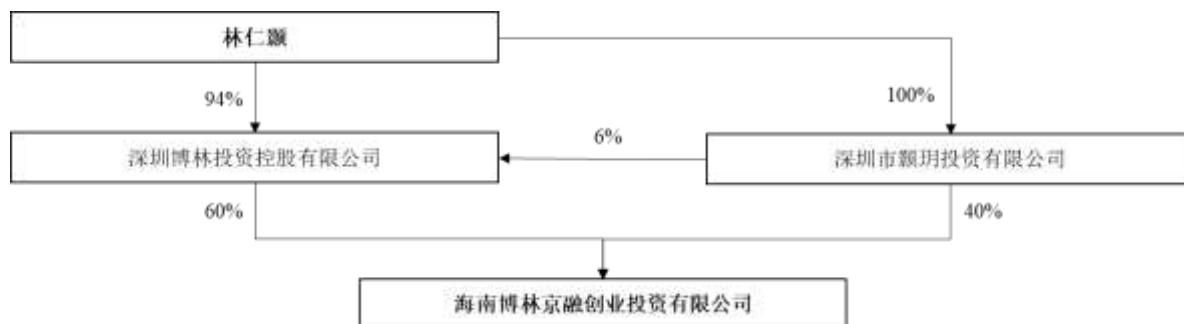 林仁颢
94%
100%
深圳博林投资控股有限公司
6%
深圳市颢玥投资有限公司
60%
40%
海南博林京融创业投资有限公司